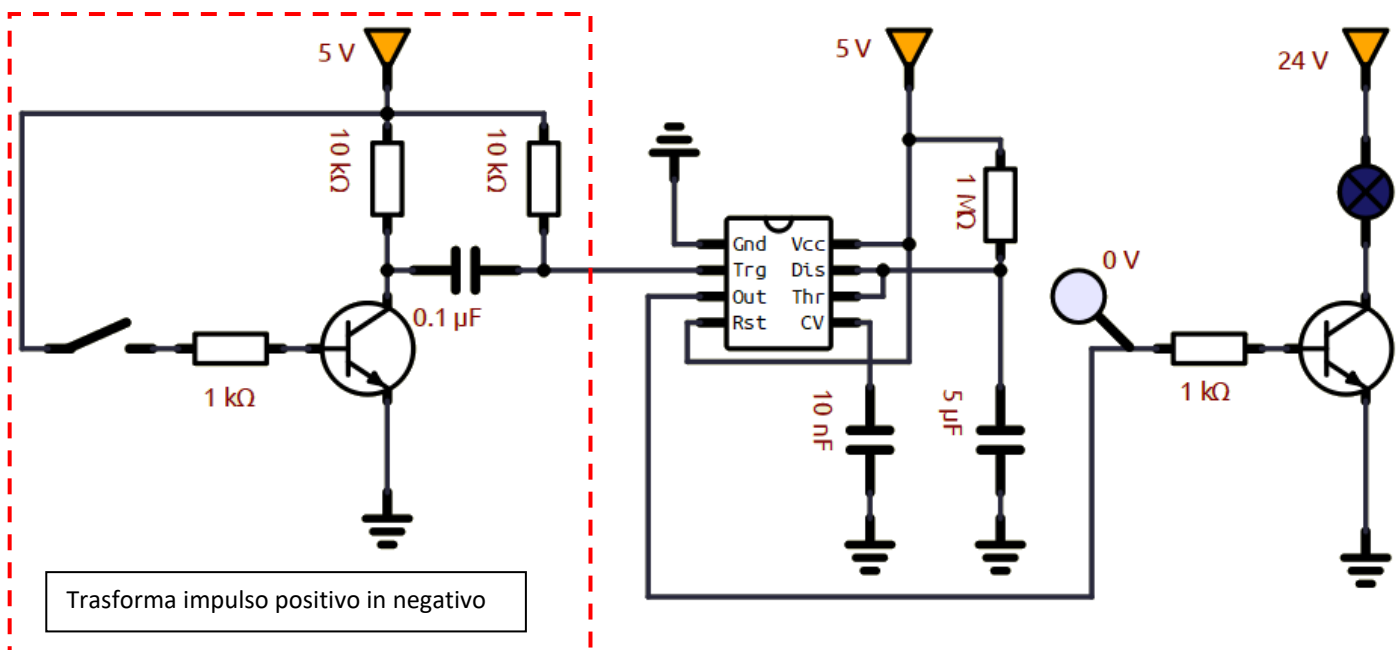 5 V
5 V
24 V
10 kΩ
10 kΩ
1 MΩ
Gnd Vcc
Trg Dis
Out Thr
Rst CV
0 V
0.1 µF
1 kΩ
1 kΩ
10 nF
5 µF
Trasforma impulso positivo in negativo